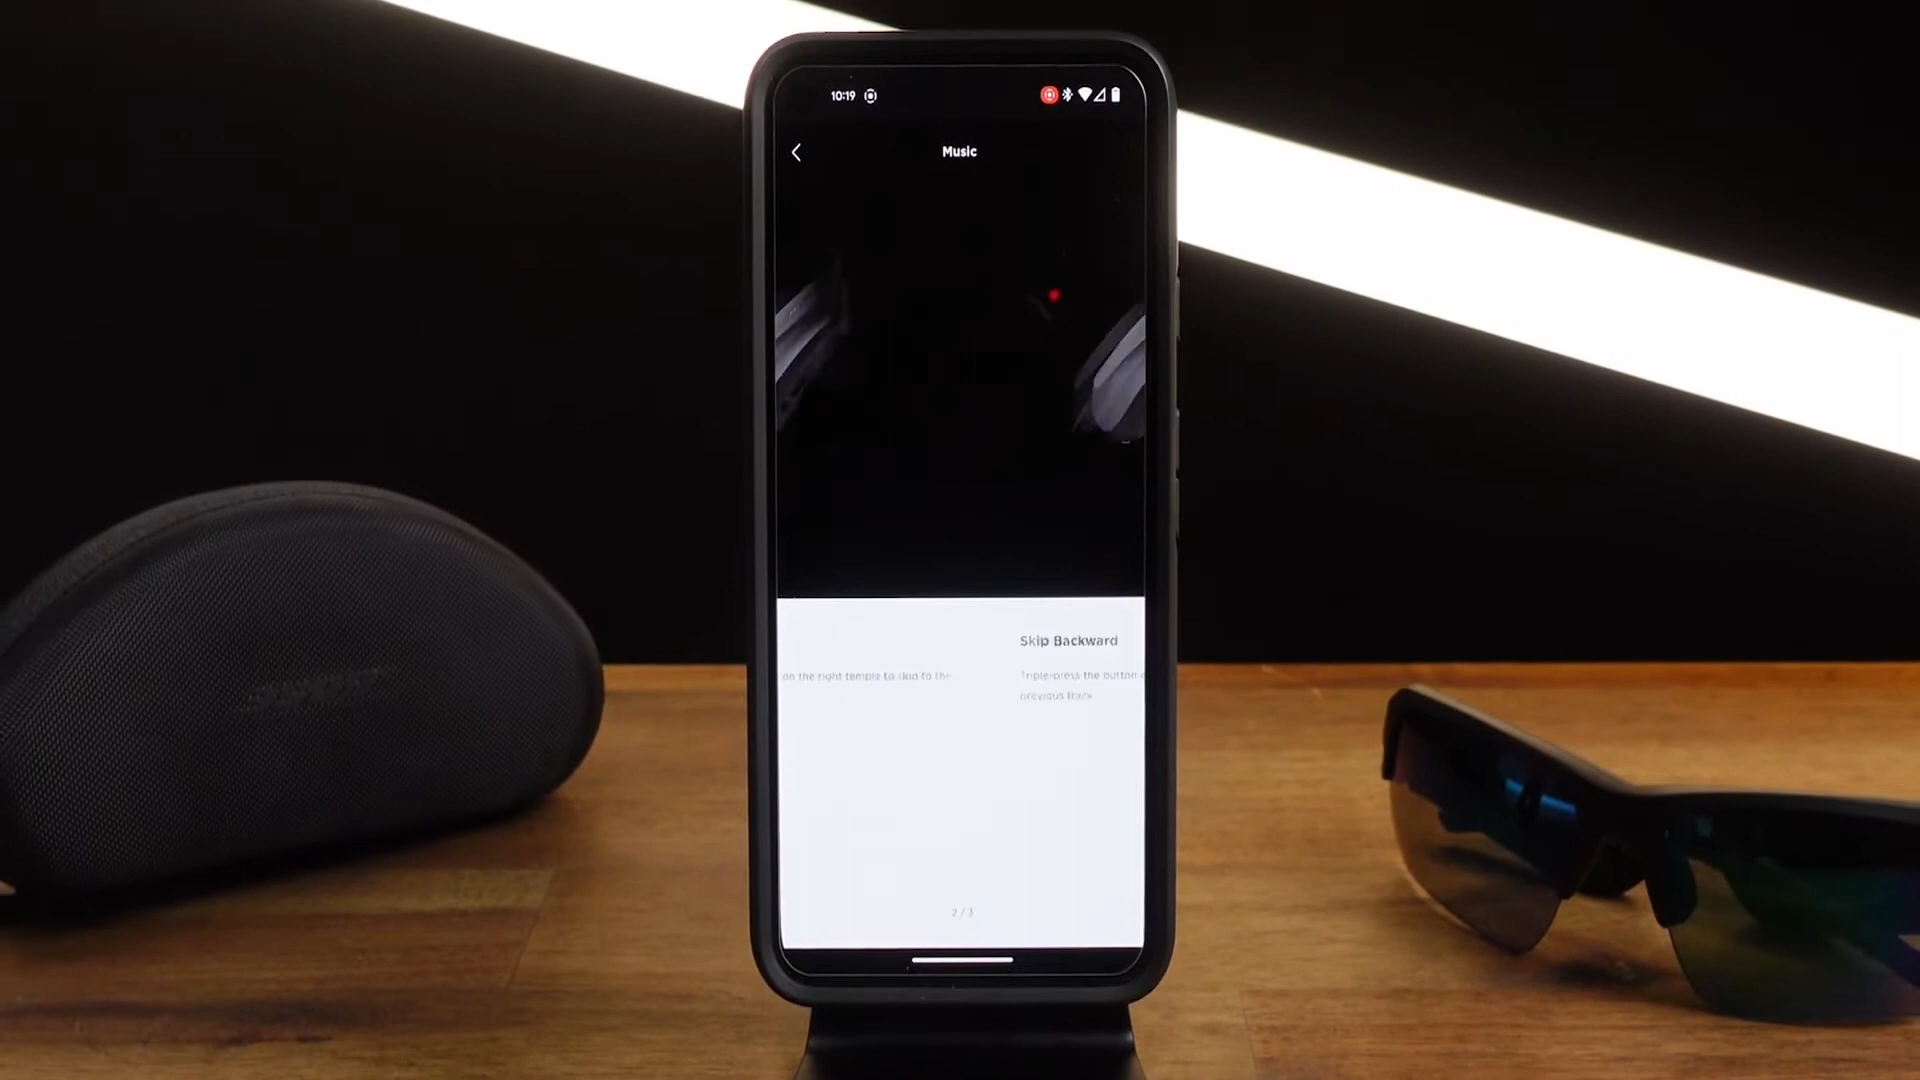 10:19
Music
Skip Backward
on the right temple to skip to the
Triple-press the button
previous track
2 / 3